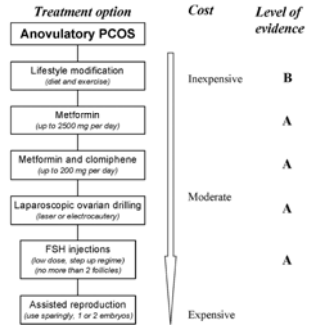 Treatment option
Cost
Level of
evidence
Anovulatory PCOS
Lifestyle modification
(diet and exercise)
Inexpensive
B
Metformin
(up to 2500 mg per day)
A
Metformin and clomiphene
(up to 200 mg per day)
A
Laparoscopic ovarian drilling
(laser or electrocautery)
Moderate
A
FSH injections
(low dose, step up regime)
(no more than 2 follicles)
A
Assisted reproduction
(use sparingly, 1 or 2 embryos)
Expensive